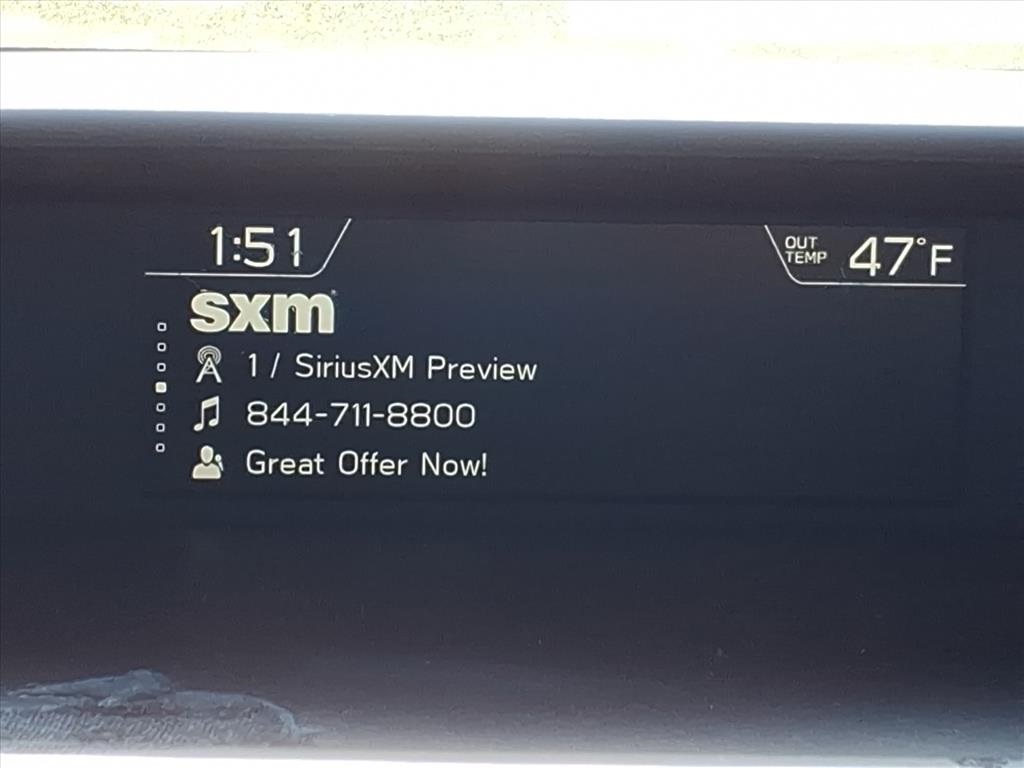 1:51
OUT TEMP 47°F
sxm
1 / SiriusXM Preview
844-711-8800
Great Offer Now!